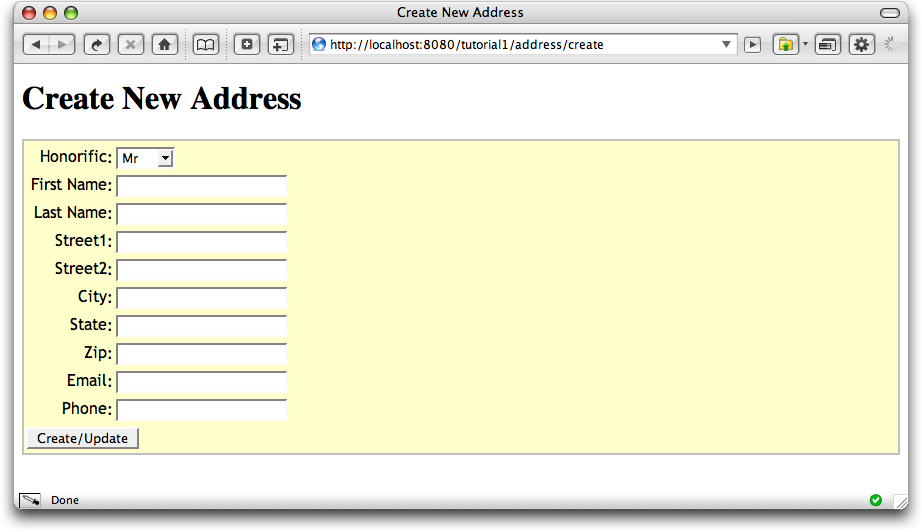 Create New Address
http://localhost:8080/tutorial1/address/create
Create New Address
Honorific: Mr
First Name:
Last Name:
Street1:
Street2:
City:
State:
Zip:
Email:
Phone:
Create/Update
Done